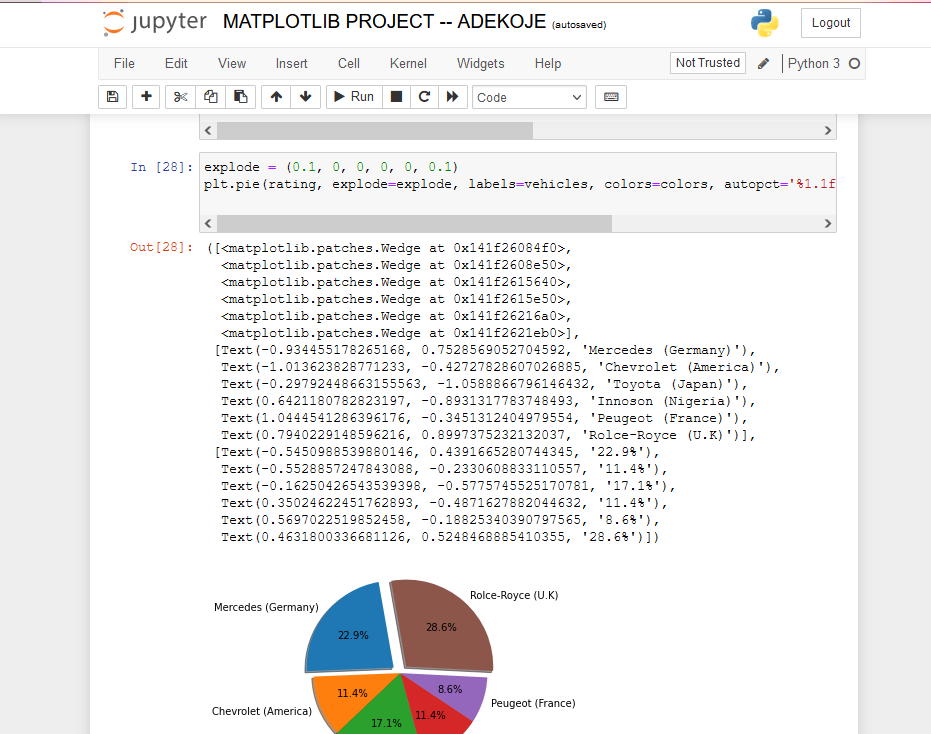 jupyter MATPLOTLIB PROJECT -- ADEKOJE (autosaved) Logout
File Edit View Insert Cell Kernel Widgets Help Not Trusted Python 3
Run Code
In [28]: explode = (0.1, 0, 0, 0, 0, 0.1)
plt.pie(rating, explode=explode, labels=vehicles, colors=colors, autopct='%1.1f
Out[28]: ([<matplotlib.patches.Wedge at 0x141f26084f0>,
<matplotlib.patches.Wedge at 0x141f2608e50>,
<matplotlib.patches.Wedge at 0x141f2615640>,
<matplotlib.patches.Wedge at 0x141f2615e50>,
<matplotlib.patches.Wedge at 0x141f26216a0>,
<matplotlib.patches.Wedge at 0x141f2621eb0>],
[Text(-0.934455178265168, 0.7528569052704592, 'Mercedes (Germany)'),
Text(-1.013623828771233, -0.42727828607026885, 'Chevrolet (America)'),
Text(-0.29792448663155563, -1.0588866796146432, 'Toyota (Japan)'),
Text(0.6421180782823197, -0.8931317783748493, 'Innoson (Nigeria)'),
Text(1.0444541286396176, -0.3451312404979554, 'Peugeot (France)'),
Text(0.7940229148596216, 0.8997375232132037, 'Rolce-Royce (U.K)')],
[Text(-0.5450988539880146, 0.4391665280744345, '22.9%'),
Text(-0.5528857247843088, -0.2330608833110557, '11.4%'),
Text(-0.16250426543539398, -0.5775745525170781, '17.1%'),
Text(0.35024622451762893, -0.4871627882044632, '11.4%'),
Text(0.5697022519852458, -0.18825340390797565, '8.6%'),
Text(0.4631800336681126, 0.5248468885410355, '28.6%')])
Rolce-Royce (U.K)
Mercedes (Germany)
28.6%
22.9%
8.6%
11.4%
Peugeot (France)
Chevrolet (America)
11.4%
17.1%